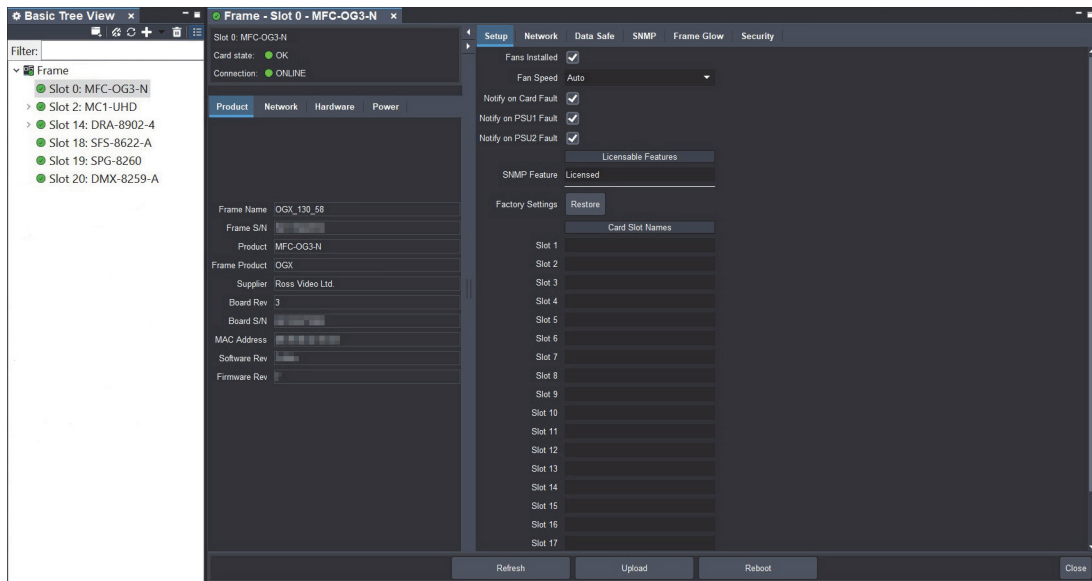 Basic Tree View
Filter:
Frame
Slot 0: MFC-OG3-N
Slot 2: MC1-UHD
Slot 14: DRA-8902-4
Slot 18: SFS-8622-A
Slot 19: SPG-8260
Slot 20: DMX-8259-A
Frame - Slot 0 - MFC-OG3-N
Slot 0: MFC-OG3-N
Card state: OK
Connection: ONLINE
Product Network Hardware Power
Frame Name OGX_130_58
Frame S/N
Product MFC-OG3-N
Frame Product OGX
Supplier Ross Video Ltd.
Board Rev 3
Board S/N
MAC Address
Software Rev
Firmware Rev
Setup Network Data Safe SNMP Frame Glow Security
Fans Installed
Fan Speed Auto
Notify on Card Fault
Notify on PSU1 Fault
Notify on PSU2 Fault
Licensable Features
SNMP Feature Licensed
Factory Settings Restore
Card Slot Names
Slot 1
Slot 2
Slot 3
Slot 4
Slot 5
Slot 6
Slot 7
Slot 8
Slot 9
Slot 10
Slot 11
Slot 12
Slot 13
Slot 14
Slot 15
Slot 16
Slot 17
Refresh Upload Reboot Close